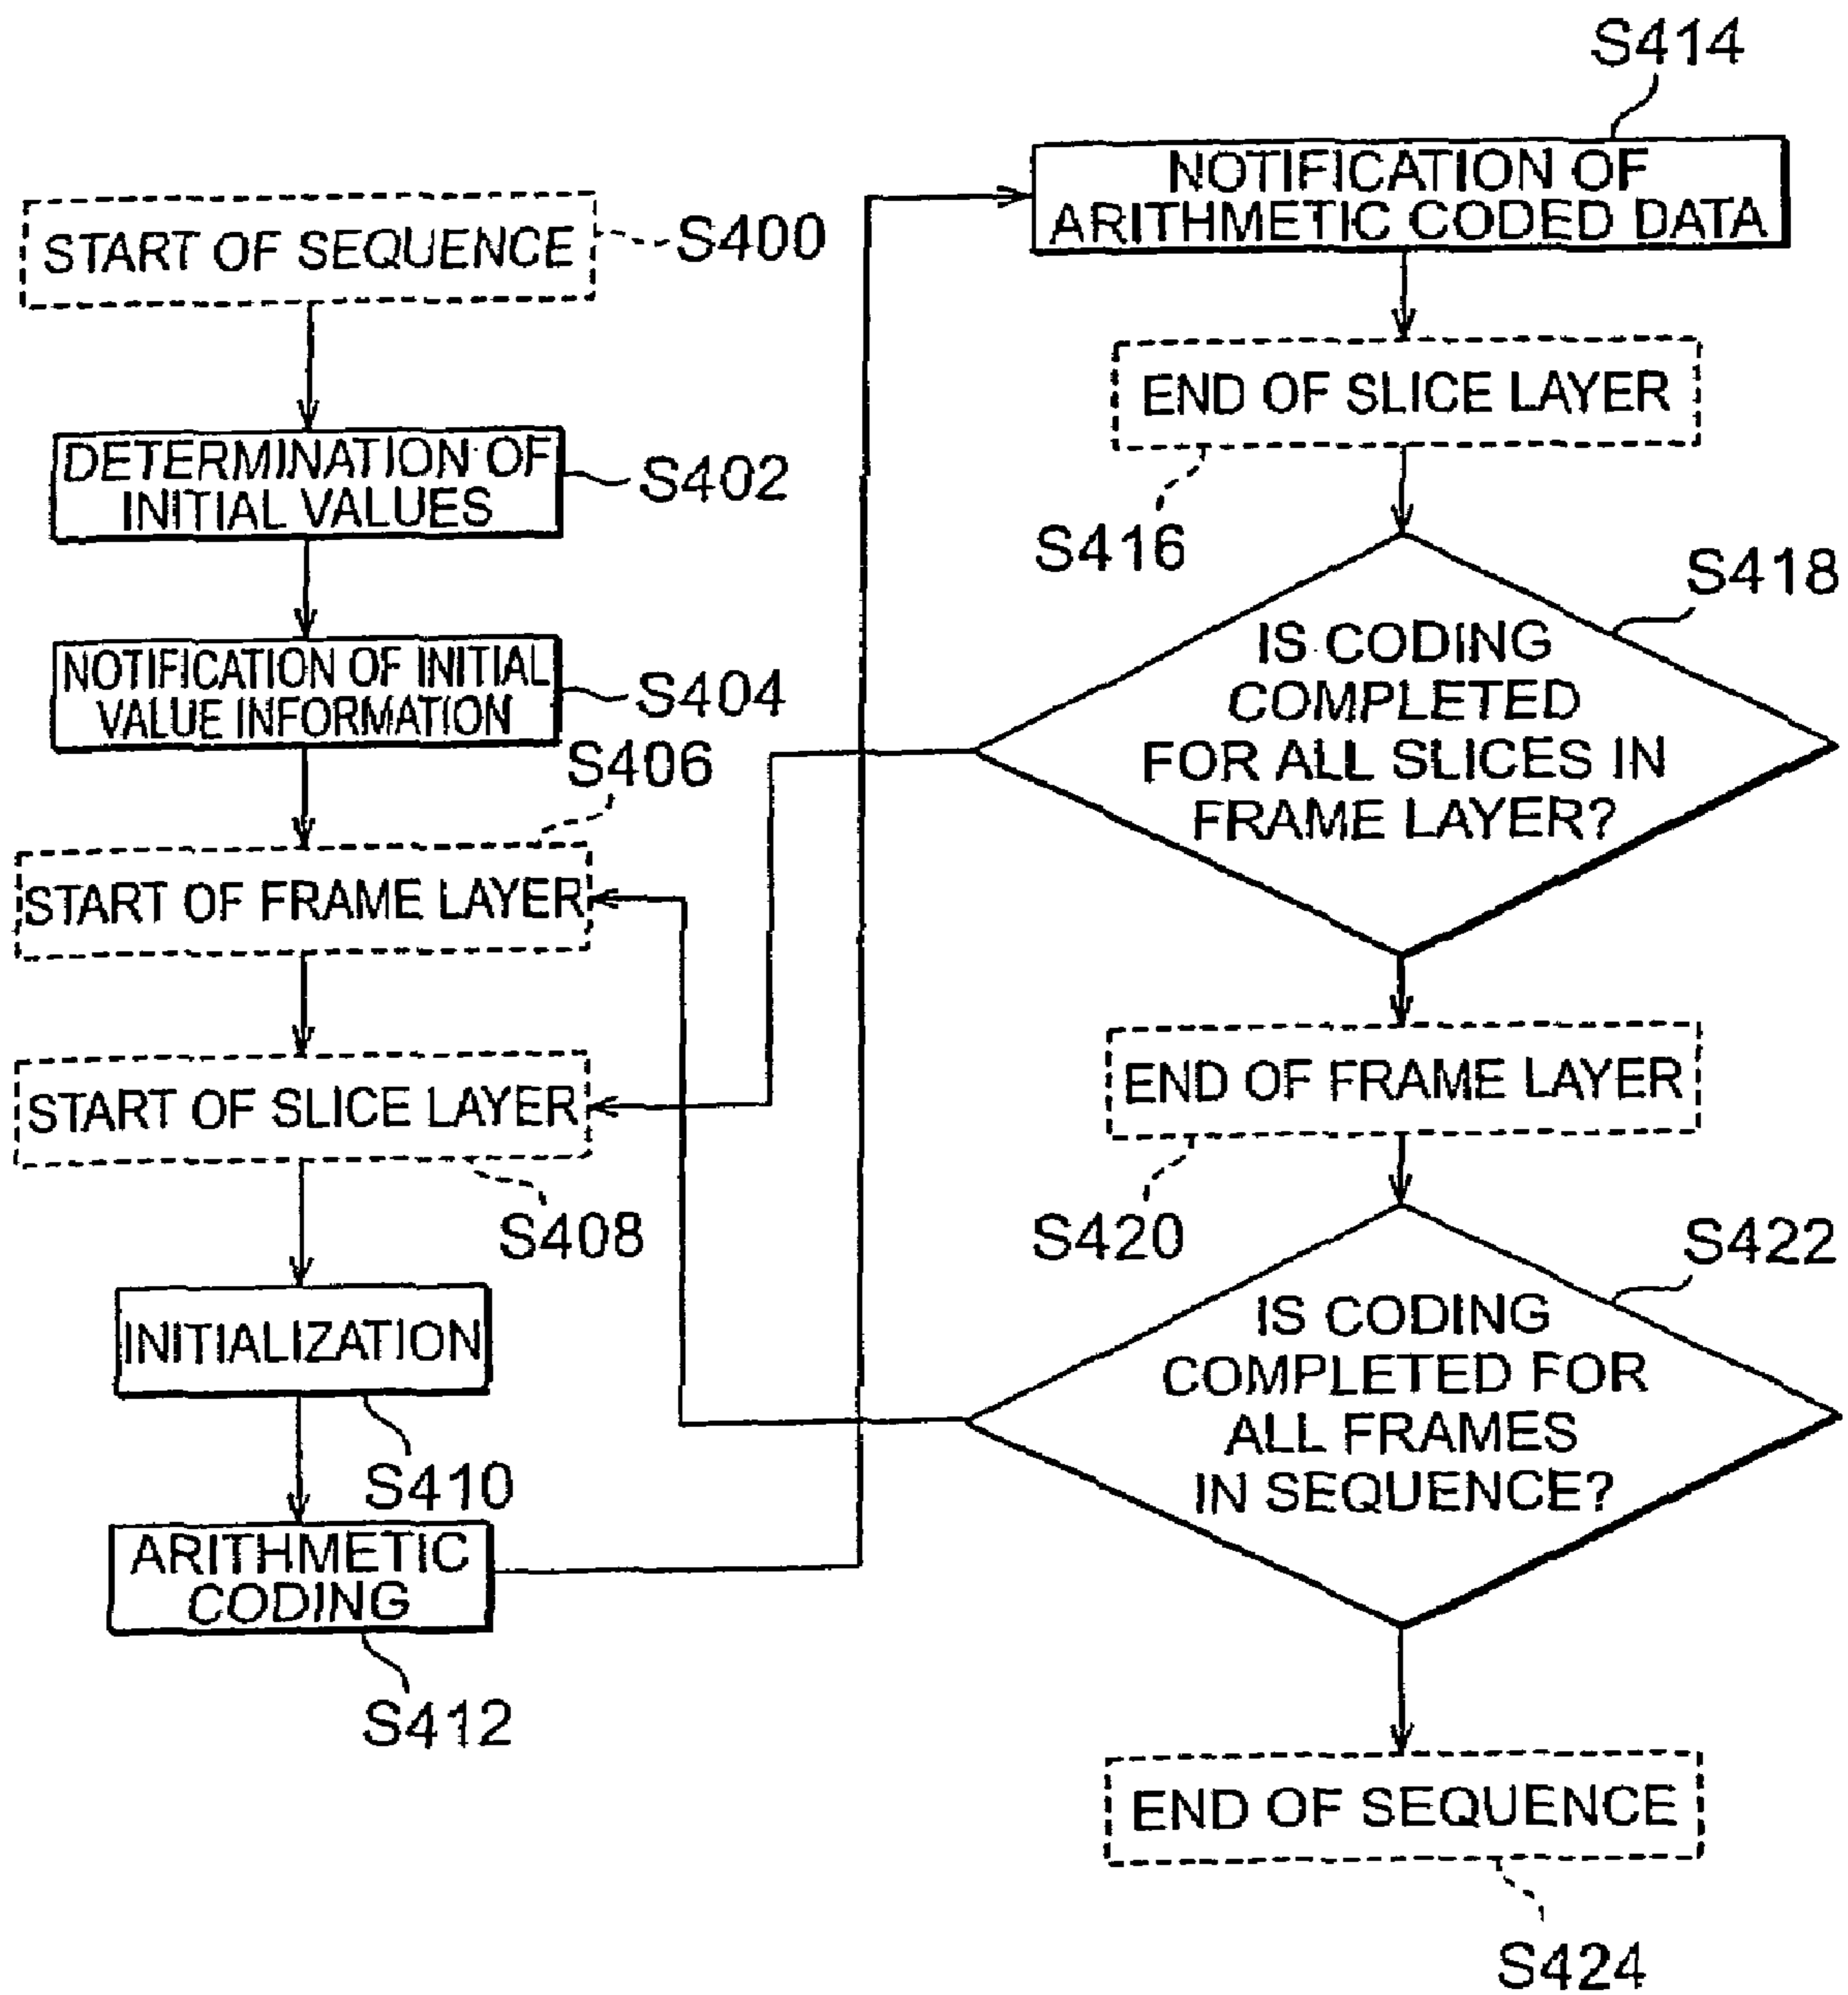 START OF SEQUENCE
S400
DETERMINATION OF
INITIAL VALUES
S402
NOTIFICATION OF INITIAL
VALUE INFORMATION
S404
S406
START OF FRAME LAYER
START OF SLICE LAYER
S408
INITIALIZATION
S410
ARITHMETIC
CODING
S412
S414
NOTIFICATION OF
ARITHMETIC CODED DATA
END OF SLICE LAYER
S416
S418
IS CODING
COMPLETED
FOR ALL SLICES IN
FRAME LAYER?
END OF FRAME LAYER
S420
S422
IS CODING
COMPLETED FOR
ALL FRAMES
IN SEQUENCE?
END OF SEQUENCE
S424